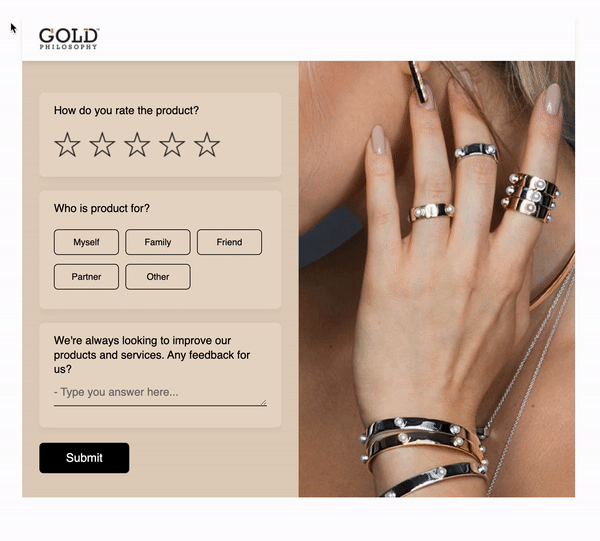 GOLD
PHILOSOPHY
How do you rate the product?
Who is product for?
Myself Family Friend
Partner Other
We're always looking to improve our
products and services. Any feedback for
us?
- Type you answer here...
Submit